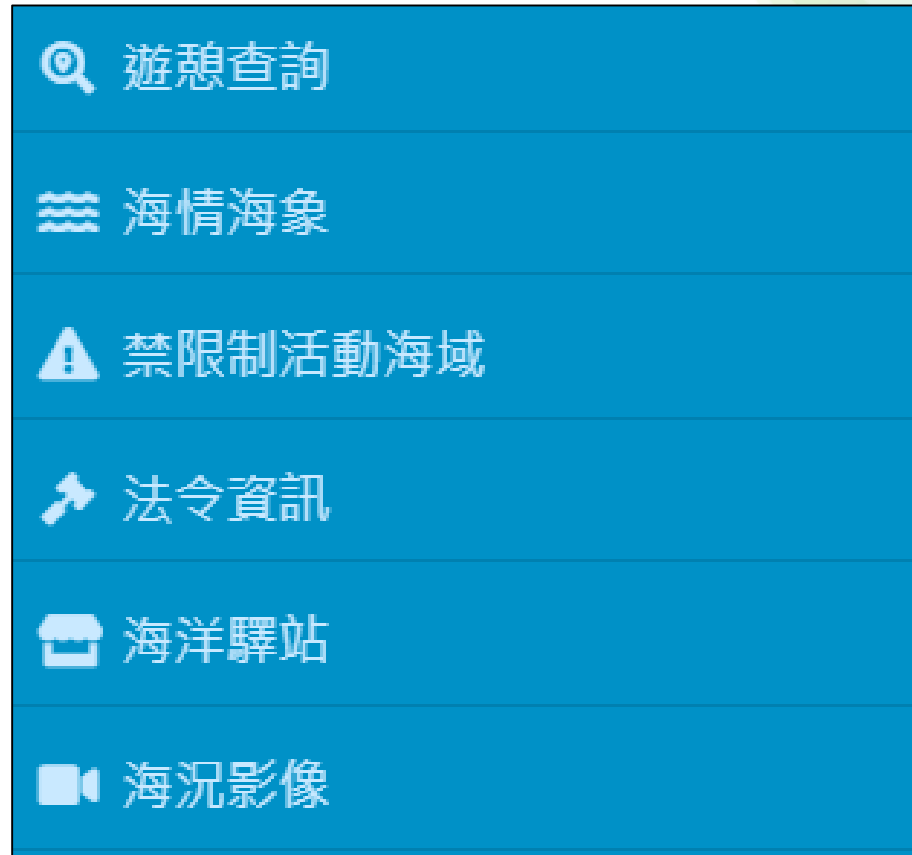 遊憩查詢
海情海象
禁限制活動海域
法令資訊
海洋驛站
海況影像